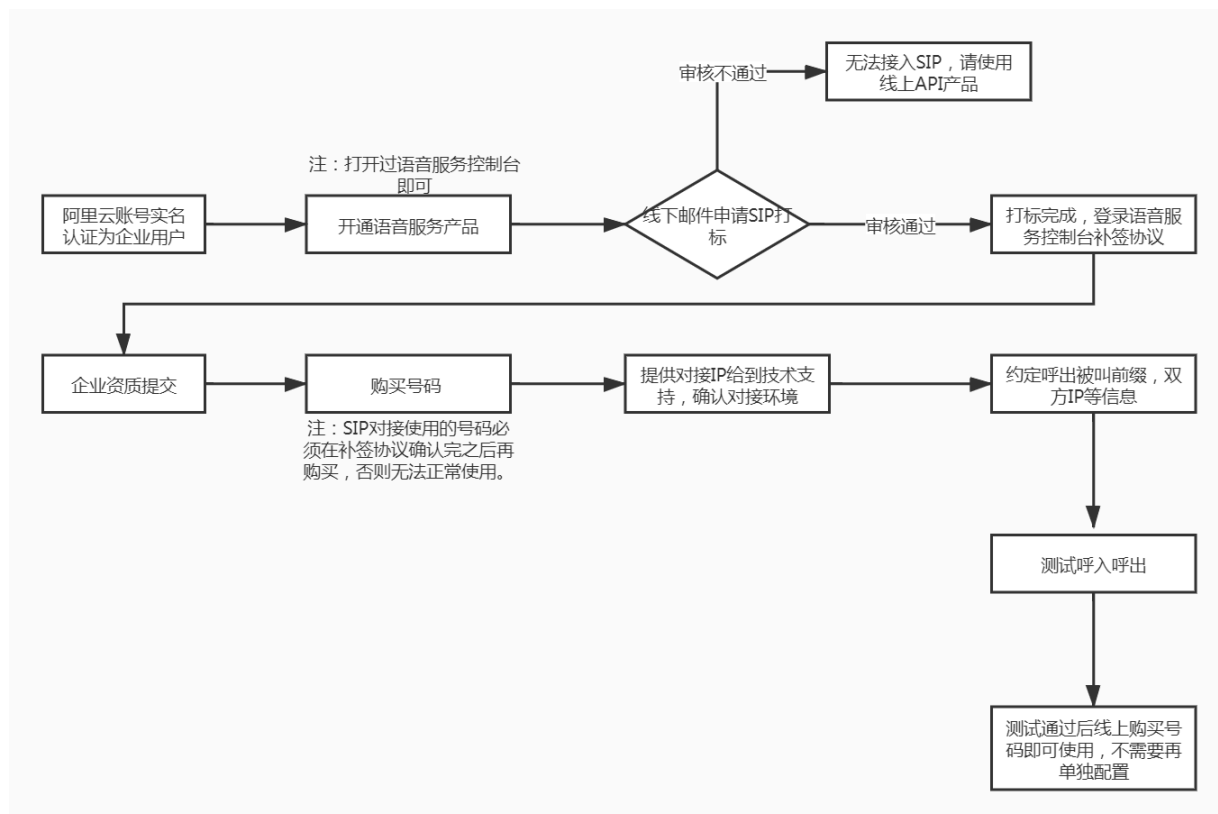 审核不通过
无法接入SIP，请使用
线上API产品
注：打开过语音服务控制台
即可
阿里云账号实名
认证为企业用户
开通语音服务产品
线下邮件申请SIP打
标
审核通过
打标完成，登录语音服
务控制台补签协议
企业资质提交
购买号码
注：SIP对接使用的号码必
须在补签协议确认完之后再
购买，否则无法正常使用。
提供对接IP给到技术支
持，确认对接环境
约定呼出被叫前缀，双
方IP等信息
测试呼入呼出
测试通过后线上购买号
码即可使用，不需要再
单独配置